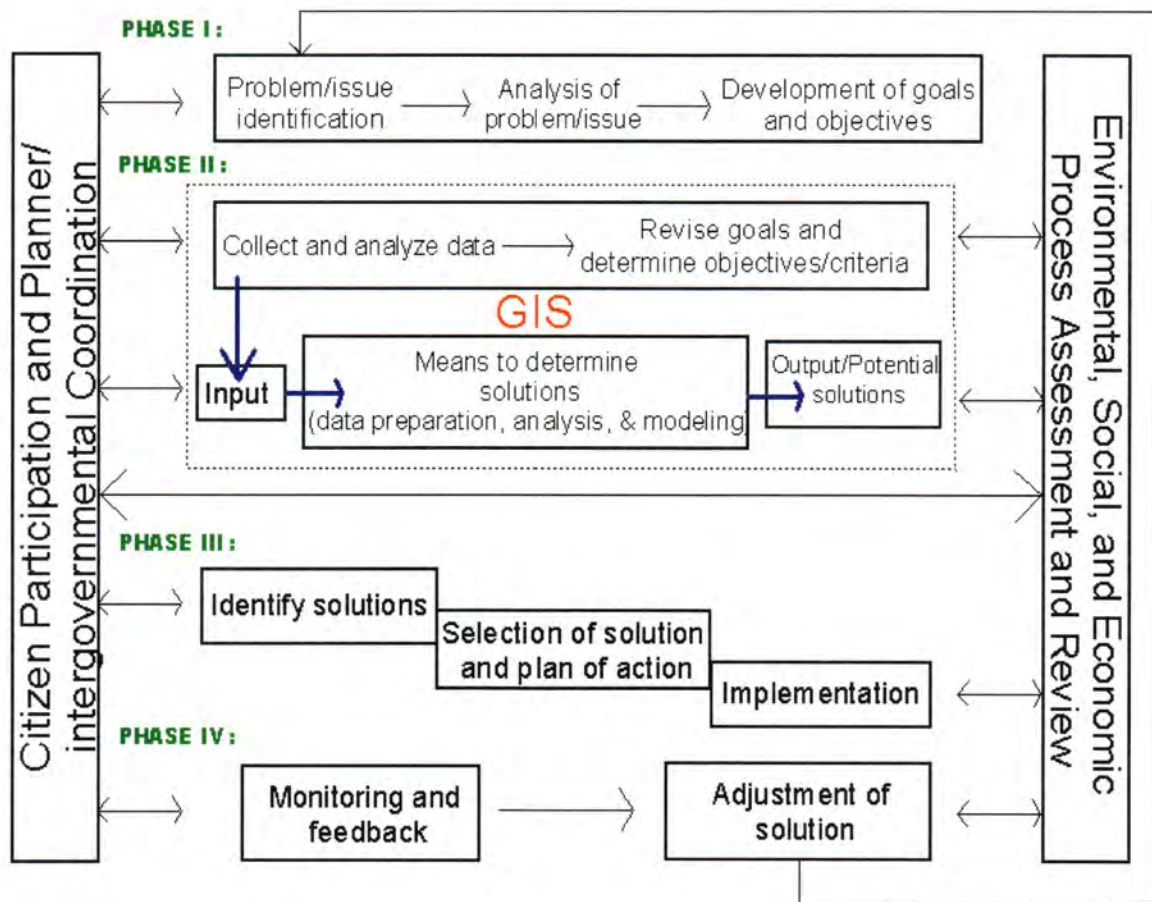 PHASE I:
Problem/issue
identification
Analysis of
problem/issue
Development of goals
and objectives
PHASE II:
Collect and analyze data
Revise goals and
determine objectives/criteria
GIS
Input
Means to determine
solutions
(data preparation, analysis, & modeling)
Output/Potential
solutions
PHASE III:
Identify solutions
Selection of solution
and plan of action
Implementation
PHASE IV:
Monitoring and
feedback
Adjustment of
solution
Citizen Participation and Planner/
intergovernmental Coordination
Environmental, Social, and Economic
Process Assessment and Review